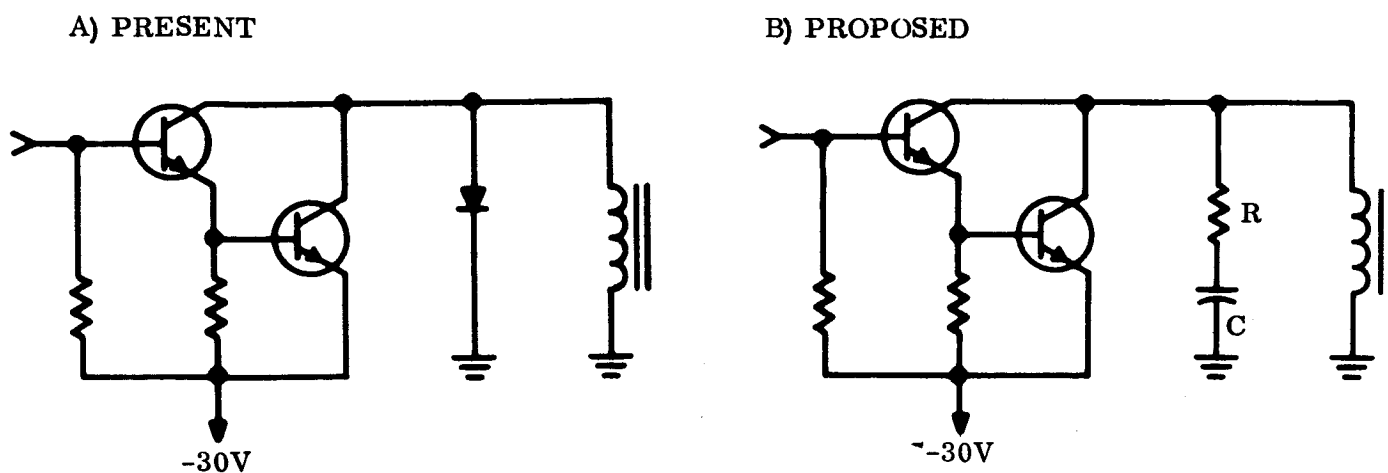 A) PRESENT
B) PROPOSED
R
C
-30V
-30V